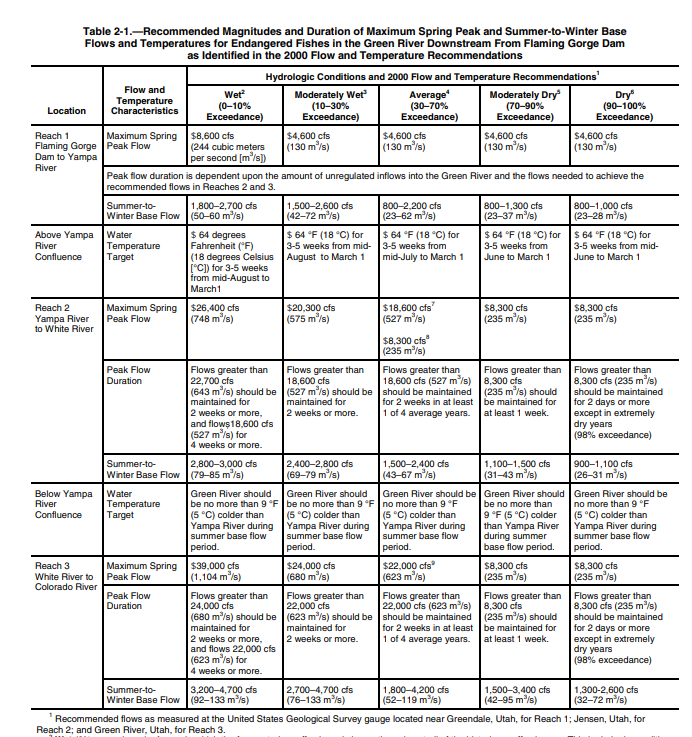 Table 2-1.—Recommended Magnitudes and Duration of Maximum Spring Peak and Summer-to-Winter Base
Flows and Temperatures for Endangered Fishes in the Green River Downstream From Flaming Gorge Dam
as Identified in the 2000 Flow and Temperature Recommendations
Hydrologic Conditions and 2000 Flow and Temperature Recommendations¹
Location
Flow and
Temperature
Characteristics
Wet²
(0–10%
Exceedance)
Moderately Wet³
(10–30%
Exceedance)
Average⁴
(30–70%
Exceedance)
Moderately Dry⁵
(70–90%
Exceedance)
Dry⁶
(90–100%
Exceedance)
Reach 1
Flaming Gorge
Dam to Yampa
River
Maximum Spring
Peak Flow
$8,600 cfs
(244 cubic meters
per second [m³/s])
$4,600 cfs
(130 m³/s)
$4,600 cfs
(130 m³/s)
$4,600 cfs
(130 m³/s)
$4,600 cfs
(130 m³/s)
Peak flow duration is dependent upon the amount of unregulated inflows into the Green River and the flows needed to achieve the
recommended flows in Reaches 2 and 3.
Summer-to-
Winter Base Flow
1,800–2,700 cfs
(50–60 m³/s)
1,500–2,600 cfs
(42–72 m³/s)
800–2,200 cfs
(23–62 m³/s)
800–1,300 cfs
(23–37 m³/s)
800–1,000 cfs
(23–28 m³/s)
Above Yampa
River
Confluence
Water
Temperature
Target
$ 64 degrees
Fahrenheit (°F)
(18 degrees Celsius
[°C]) for 3-5 weeks
from mid-August to
March1
$ 64 °F (18 °C) for
3-5 weeks from mid-
August to March 1
$ 64 °F (18 °C) for
3-5 weeks from
mid-July to March 1
$ 64 °F (18 °C) for
3-5 weeks from
June to March 1
$ 64 °F (18 °C) for
3-5 weeks from mid-
June to March 1
Reach 2
Yampa River
to White River
Maximum Spring
Peak Flow
$26,400 cfs
(748 m³/s)
$20,300 cfs
(575 m³/s)
$18,600 cfs⁷
(527 m³/s)
$8,300 cfs⁸
(235 m³/s)
$8,300 cfs
(235 m³/s)
$8,300 cfs
(235 m³/s)
Peak Flow
Duration
Flows greater than
22,700 cfs
(643 m³/s) should be
maintained for
2 weeks or more,
and flows$18,600 cfs
(527 m³/s) for
4 weeks or more.
Flows greater than
18,600 cfs
(527 m³/s) should be
maintained for
2 weeks or more.
Flows greater than
18,600 cfs (527 m³/s)
should be maintained
for 2 weeks in at least
1 of 4 average years.
Flows greater than
8,300 cfs
(235 m³/s) should
be maintained for
at least 1 week.
Flows greater than
8,300 cfs (235 m³/s)
should be maintained
for 2 days or more
except in extremely
dry years
(98% exceedance)
Summer-to-
Winter Base Flow
2,800–3,000 cfs
(79–85 m³/s)
2,400–2,800 cfs
(69–79 m³/s)
1,500–2,400 cfs
(43–67 m³/s)
1,100–1,500 cfs
(31–43 m³/s)
900–1,100 cfs
(26–31 m³/s)
Below Yampa
River
Confluence
Water
Temperature
Target
Green River should
be no more than 9 °F
(5 °C) colder than
Yampa River during
summer base flow
period.
Green River should
be no more than 9 °F
(5 °C) colder than
Yampa River during
summer base flow
period.
Green River should be
no more than 9 °F
(5 °C) colder than
Yampa River during
summer base flow
period.
Green River should
be no more than
9 °F (5 °C) colder
than Yampa River
during summer
base flow period.
Green River should be
no more than 9 °F
(5 °C) colder than
Yampa River during
summer base flow
period.
Reach 3
White River to
Colorado River
Maximum Spring
Peak Flow
$39,000 cfs
(1,104 m³/s)
$24,000 cfs
(680 m³/s)
$22,000 cfs⁹
(623 m³/s)
$8,300 cfs
(235 m³/s)
$8,300 cfs
(235 m³/s)
Peak Flow
Duration
Flows greater than
24,000 cfs
(680 m³/s) should be
maintained for
2 weeks or more,
and flows 22,000 cfs
(623 m³/s) for
4 weeks or more.
Flows greater than
22,000 cfs
(623 m³/s) should be
maintained for
2 weeks or more.
Flows greater than
22,000 cfs (623 m³/s)
should be maintained
for 2 weeks in at least
1 of 4 average years.
Flows greater than
8,300 cfs
(235 m³/s) should
be maintained for
at least 1 week.
Flows greater than
8,300 cfs (235 m³/s)
should be maintained
for 2 days or more
except in extremely
dry years
(98% exceedance)
Summer-to-
Winter Base Flow
3,200–4,700 cfs
(92–133 m³/s)
2,700–4,700 cfs
(76–133 m³/s)
1,800–4,200 cfs
(52–119 m³/s)
1,500–3,400 cfs
(42–95 m³/s)
1,300-2,600 cfs
(32–72 m³/s)
¹ Recommended flows as measured at the United States Geological Survey gauge located near Greendale, Utah, for Reach 1; Jensen, Utah, for
Reach 2; and Green River, Utah, for Reach 3.